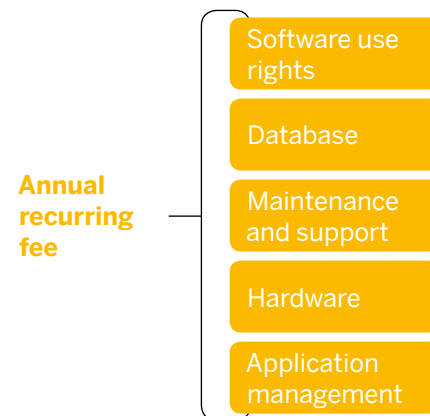 Annual
recurring
fee
Software use
rights
Database
Maintenance
and support
Hardware
Application
management